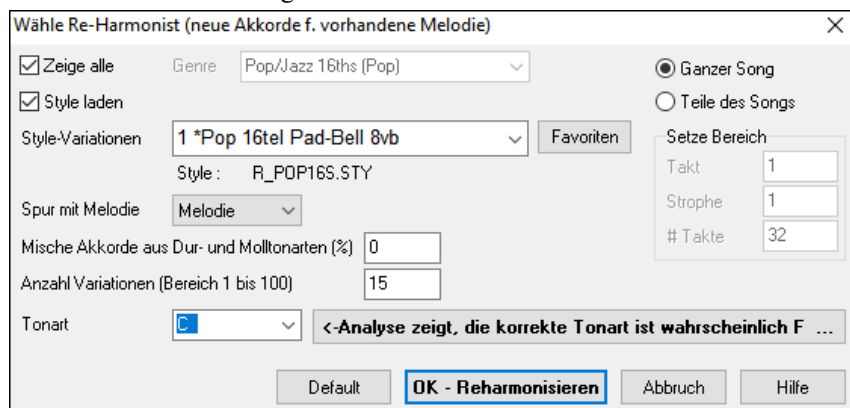 Wähle Re-Harmonist (neue Akkorde f. vorhandene Melodie)
Zeige alle Genre Pop/Jazz 16ths (Pop) Ganzer Song
Style laden Teile des Songs
Style-Variationen 1 *Pop 16tel Pad-Bell 8vb Favoriten Setze Bereich
Style : R_POP16S.STY Takt 1
Spur mit Melodie Melodie Strophe 1
Mische Akkorde aus Dur- und Molltonarten (%) 0 # Takte 32
Anzahl Variationen (Bereich 1 bis 100) 15
Tonart C <-Analyse zeigt, die korrekte Tonart ist wahrscheinlich F ...
Default OK - Reharmonisieren Abbruch Hilfe